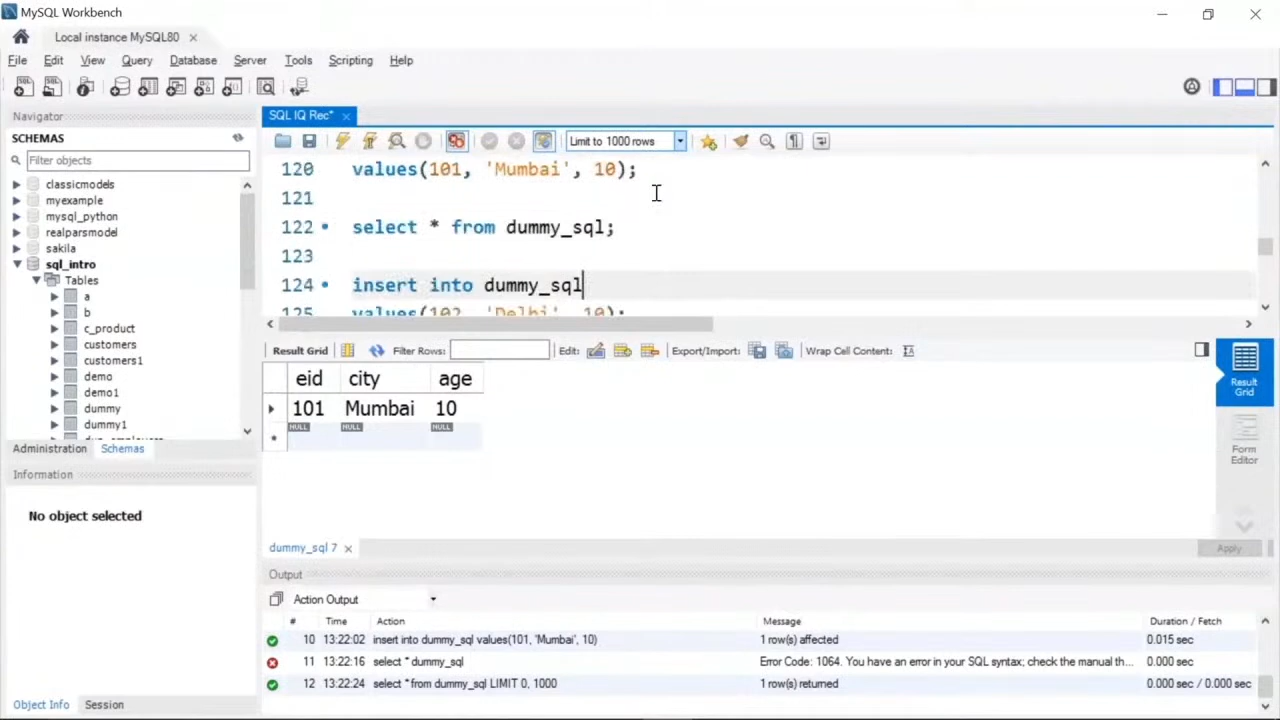 MySQL Workbench
Local instance MySQL80
File Edit View Query Database Server Tools Scripting Help
Navigator
SCHEMAS
Filter objects
classicmodels
myexample
mysql_python
realparsmodel
sakila
sql_intro
Tables
a
b
c_product
customers
customers1
demo
demo1
dummy
dummy1
Administration Schemas
Information
No object selected
Object Info Session
SQL IQ Rec*
Limit to 1000 rows
120 values(101, 'Mumbai', 10);
121
122 select * from dummy_sql;
123
124 insert into dummy_sql
125 values(102, 'Delhi', 10);
Result Grid Filter Rows: Edit: Export/Import: Wrap Cell Content:
eid city age
101 Mumbai 10
NULL NULL NULL
Result
Grid
Form
Editor
dummy_sql 7
Apply
Output
Action Output
# Time Action Message Duration / Fetch
10 13:22:02 insert into dummy_sql values(101, 'Mumbai', 10) 1 row(s) affected 0.015 sec
11 13:22:16 select * dummy_sql Error Code: 1064. You have an error in your SQL syntax; check the manual th... 0.000 sec
12 13:22:24 select * from dummy_sql LIMIT 0, 1000 1 row(s) returned 0.000 sec / 0.000 sec